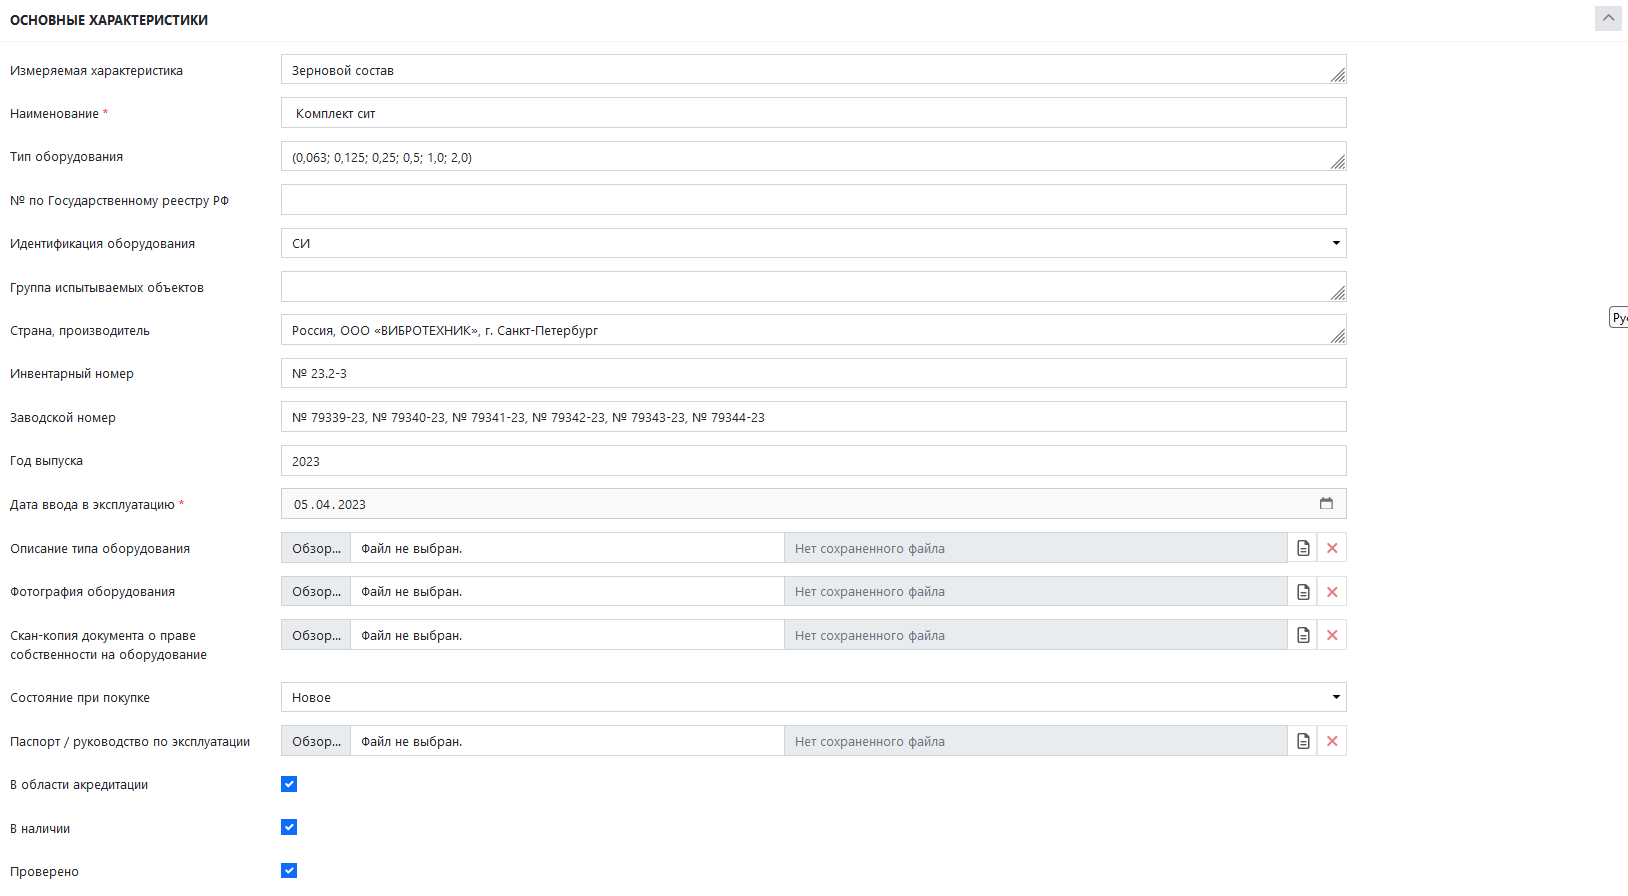 ОСНОВНЫЕ ХАРАКТЕРИСТИКИ
Измеряемая характеристика
Зерновой состав
Наименование *
Комплект сит
Тип оборудования
(0,063; 0,125; 0,25; 0,5; 1,0; 2,0)
№ по Государственному реестру РФ
Идентификация оборудования
СИ
Группа испытываемых объектов
Страна, производитель
Россия, ООО «ВИБРОТЕХНИК», г. Санкт-Петербург
Инвентарный номер
№ 23.2-3
Заводской номер
№ 79339-23, № 79340-23, № 79341-23, № 79342-23, № 79343-23, № 79344-23
Год выпуска
2023
Дата ввода в эксплуатацию *
05.04.2023
Описание типа оборудования
Обзор... Файл не выбран. Нет сохраненного файла
Фотография оборудования
Обзор... Файл не выбран. Нет сохраненного файла
Скан-копия документа о праве
собственности на оборудование
Обзор... Файл не выбран. Нет сохраненного файла
Состояние при покупке
Новое
Паспорт / руководство по эксплуатации
Обзор... Файл не выбран. Нет сохраненного файла
В области акредитации
В наличии
Проверено